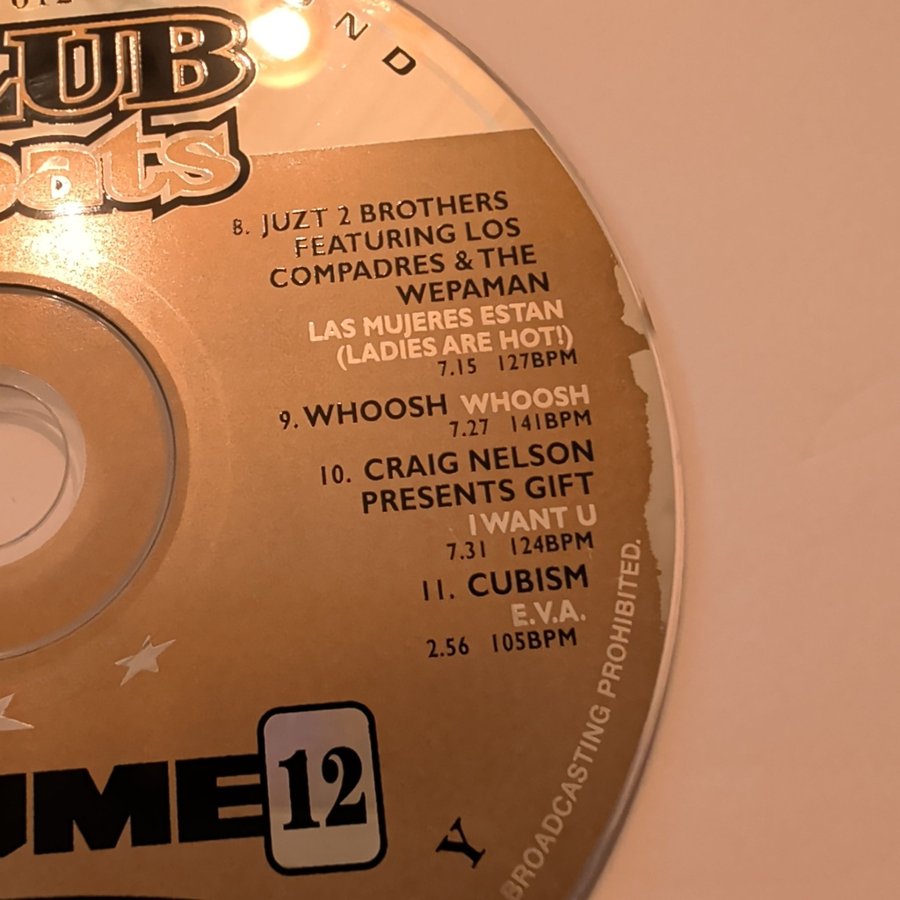 N D
LUB
eats
8. JUZT 2 BROTHERS
FEATURING LOS
COMPADRES & THE
WEPAMAN
LAS MUJERES ESTAN
(LADIES ARE HOT!)
7.15 127BPM
9. WHOOSH WHOOSH
7.27 141BPM
10. CRAIG NELSON
PRESENTS GIFT
I WANT U
7.31 124BPM
11. CUBISM
E.V.A.
2.56 105BPM
UME 12
Y
BROADCASTING PROHIBITED.